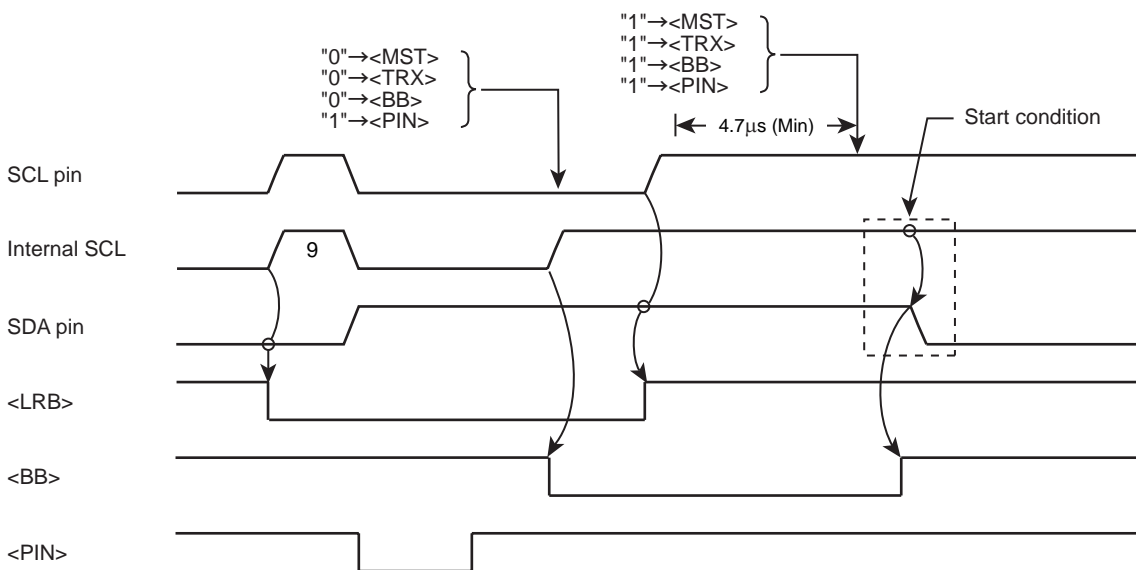 "0"→<MST>
"0"→<TRX>
"0"→<BB>
"1"→<PIN>
"1"→<MST>
"1"→<TRX>
"1"→<BB>
"1"→<PIN>
4.7μs (Min)
Start condition
SCL pin
Internal SCL
9
SDA pin
<LRB>
<BB>
<PIN>